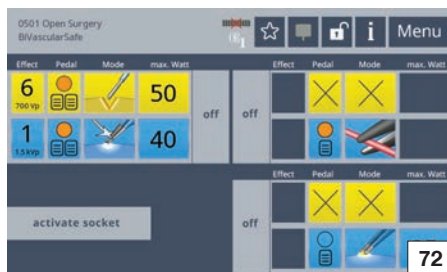 0501 Open Surgery
BiVascularSafe
i Menu
Effect Pedal Mode max. Watt
Effect Pedal Mode max. Watt
6
700 Vp
50
off
off
1
1.5 kVp
40
Effect Pedal Mode max. Watt
activate socket
off
72